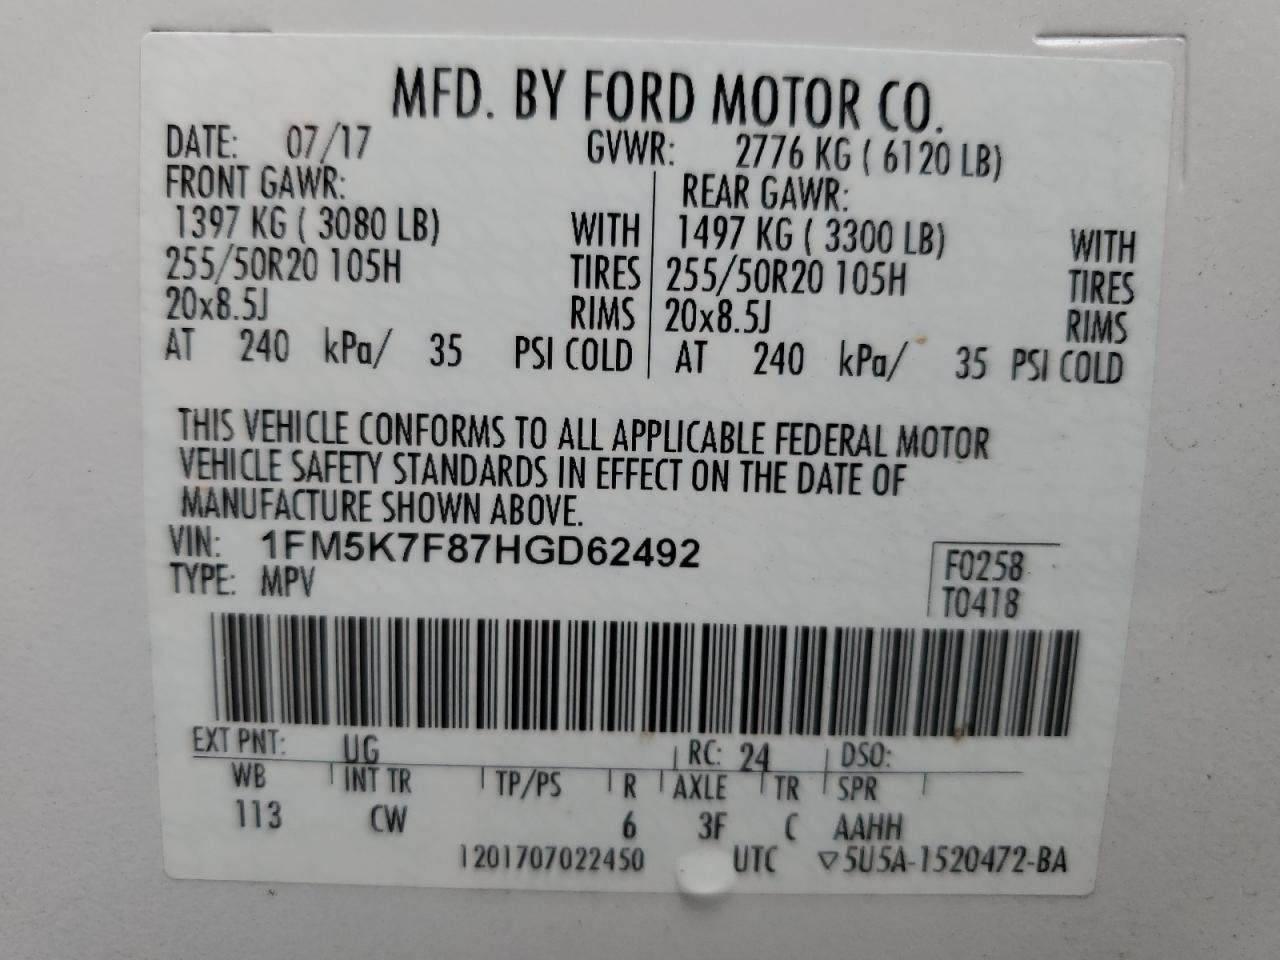 MFD. BY FORD MOTOR CO.
DATE: 07/17 GVWR: 2776 KG ( 6120 LB)
FRONT GAWR: REAR GAWR:
1397 KG ( 3080 LB) WITH 1497 KG ( 3300 LB) WITH
255/50R20 105H TIRES 255/50R20 105H TIRES
20x8.5J RIMS 20x8.5J RIMS
AT 240 kPa/ 35 PSI COLD AT 240 kPa/ 35 PSI COLD
THIS VEHICLE CONFORMS TO ALL APPLICABLE FEDERAL MOTOR
VEHICLE SAFETY STANDARDS IN EFFECT ON THE DATE OF
MANUFACTURE SHOWN ABOVE.
VIN: 1FM5K7F87HGD62492 F0258
TYPE: MPV T0418
EXT PNT: UG RC: 24 DSO:
WB INT TR TP/PS R AXLE TR SPR
113 CW 6 3F C AAHH
1201707022450 UTC ▽5U5A-1520472-BA